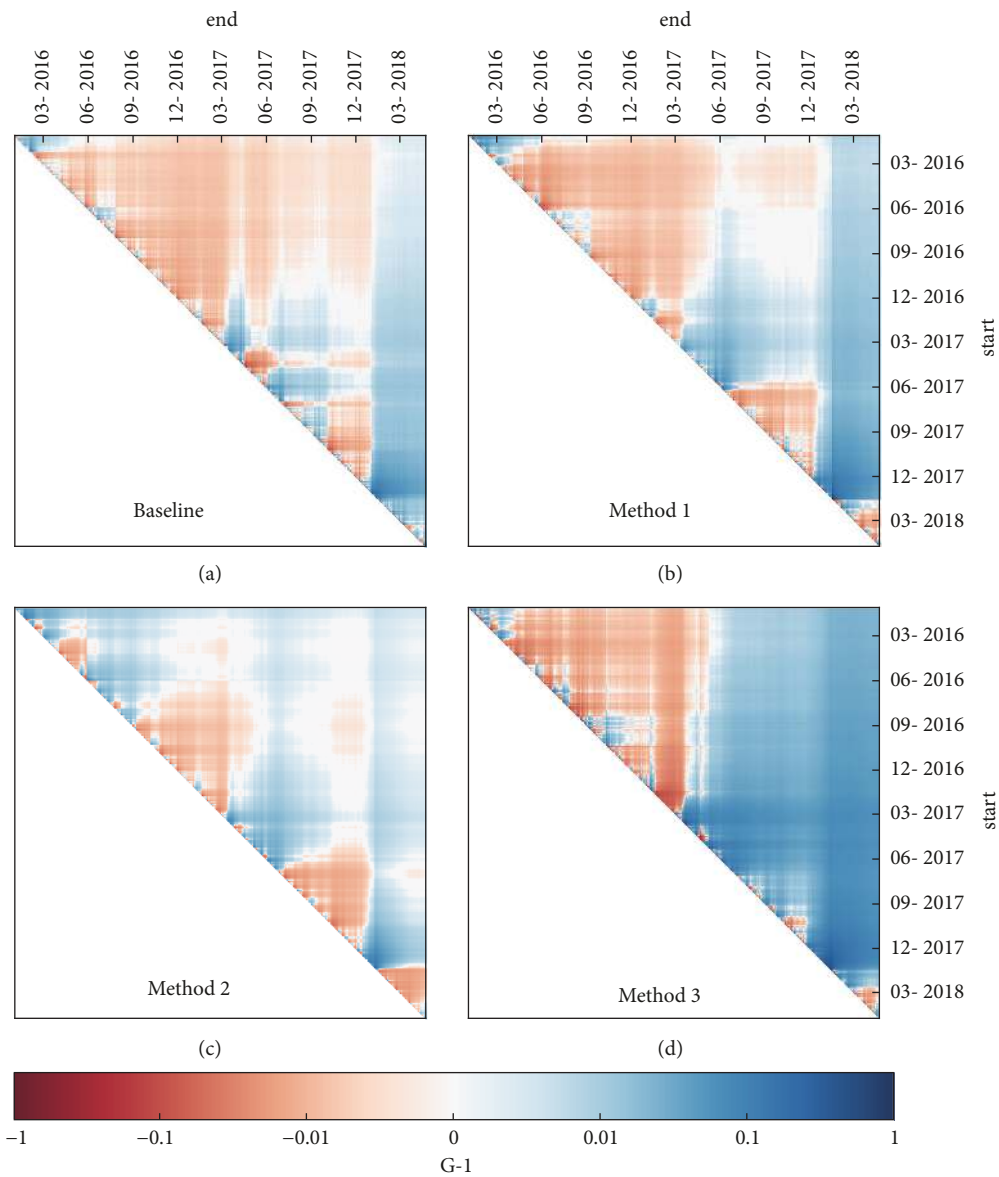 end
03- 2016
06- 2016
09- 2016
12- 2016
03- 2017
06- 2017
09- 2017
12- 2017
03- 2018
end
03- 2016
06- 2016
09- 2016
12- 2016
03- 2017
06- 2017
09- 2017
12- 2017
03- 2018
Baseline
(a)
Method 1
(b)
03- 2016
06- 2016
09- 2016
12- 2016
03- 2017
06- 2017
09- 2017
12- 2017
03- 2018
start
Method 2
(c)
Method 3
(d)
03- 2016
06- 2016
09- 2016
12- 2016
03- 2017
06- 2017
09- 2017
12- 2017
03- 2018
start
−1 −0.1 −0.01 0 0.01 0.1 1
G-1